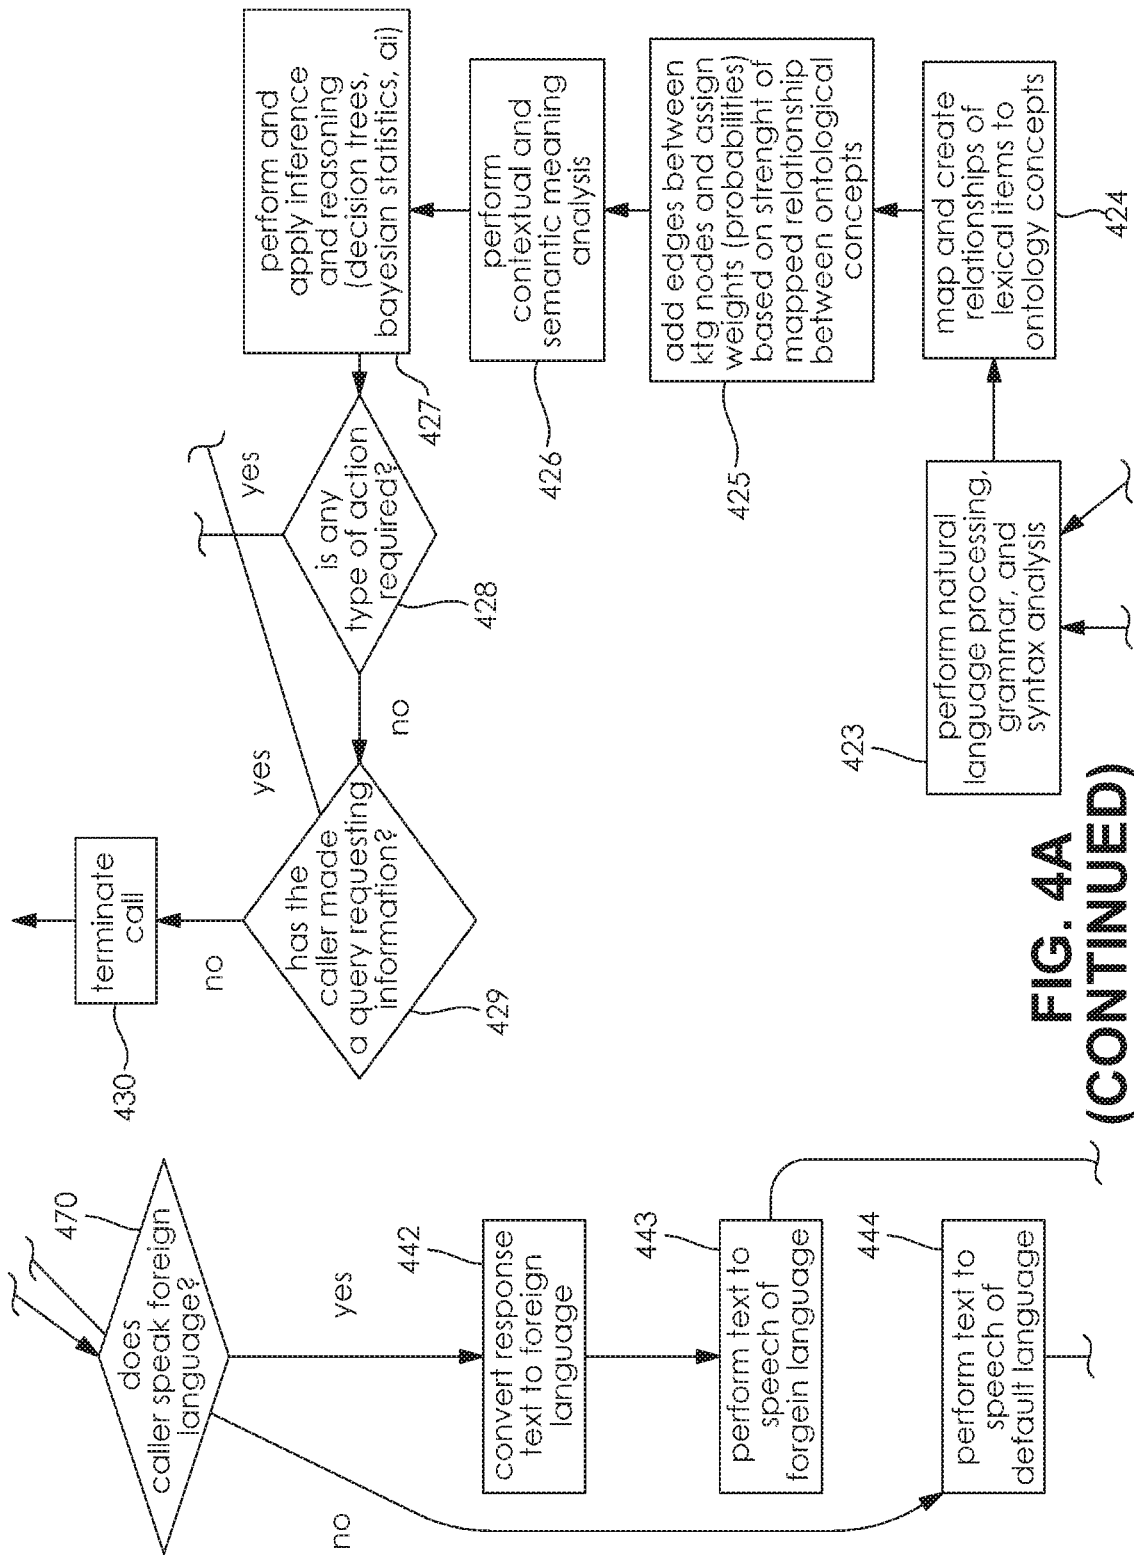 does
caller speak foreign
language?
470
yes
no
convert response
text to foreign
language
442
perform text to
speech of
forgein language
443
perform text to
speech of
default language
444
terminate
call
430
no
has the
caller made
a query requesting
information?
429
yes
no
is any
type of action
required?
428
yes
perform and
apply inference
and reasoning
(decision trees,
bayesian statistics, ai)
427
perform
contextual and
semantic meaning
analysis
426
add edges between
ktg nodes and assign
weights (probabilities)
based on strenght of
mapped relationship
between ontological
concepts
425
map and create
relationships of
lexical items to
ontology concepts
424
perform natural
language processing,
grammar, and
syntax analysis
423
FIG. 4A
(CONTINUED)